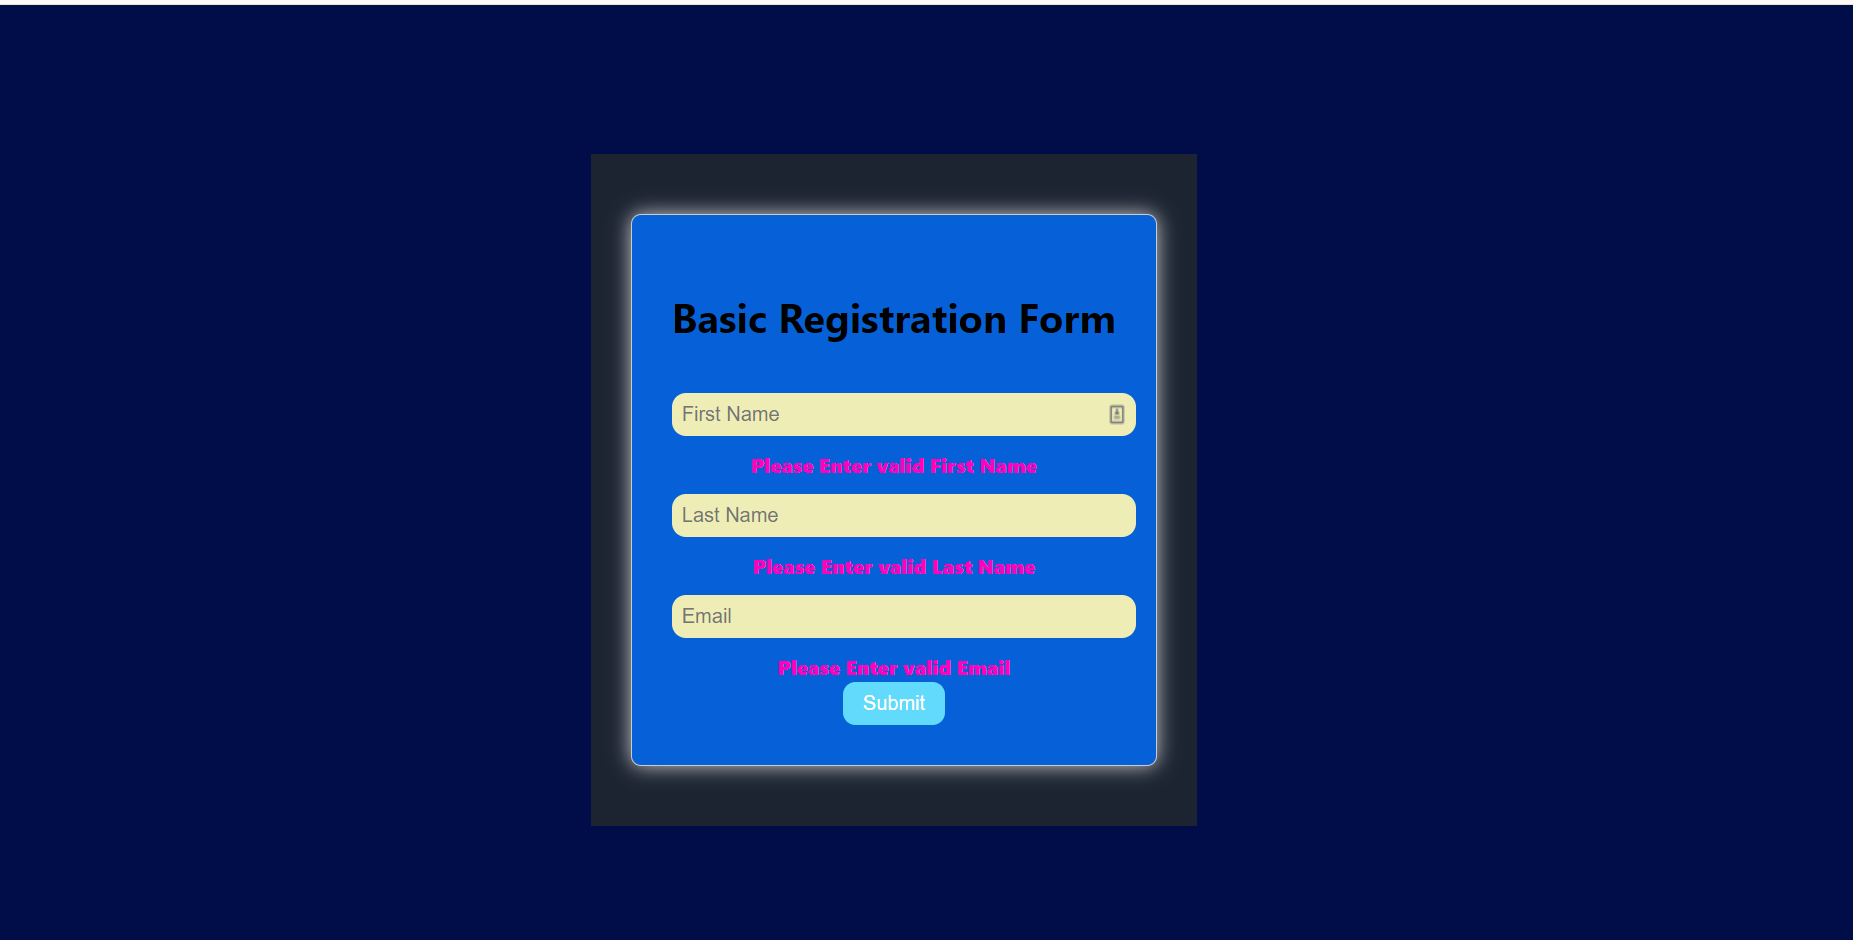 Basic Registration Form
First Name
Please Enter valid First Name
Last Name
Please Enter valid Last Name
Email
Please Enter valid Email
Submit